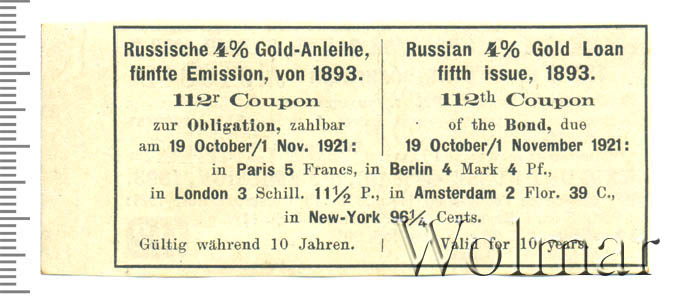 Russische 4% Gold-Anleihe,
fünfte Emission, von 1893.
112r Coupon
zur Obligation, zahlbar
am 19 October/1 Nov. 1921:
Russian 4% Gold Loan
fifth issue, 1893.
112th Coupon
of the Bond, due
19 October/1 November 1921:
in Paris 5 Francs, in Berlin 4 Mark 4 Pf.,
in London 3 Schill. 11½ P., in Amsterdam 2 Flor. 39 C.,
in New-York 96¼ Cents.
Gültig während 10 Jahren. | Valid for 10 years.
Wolmar